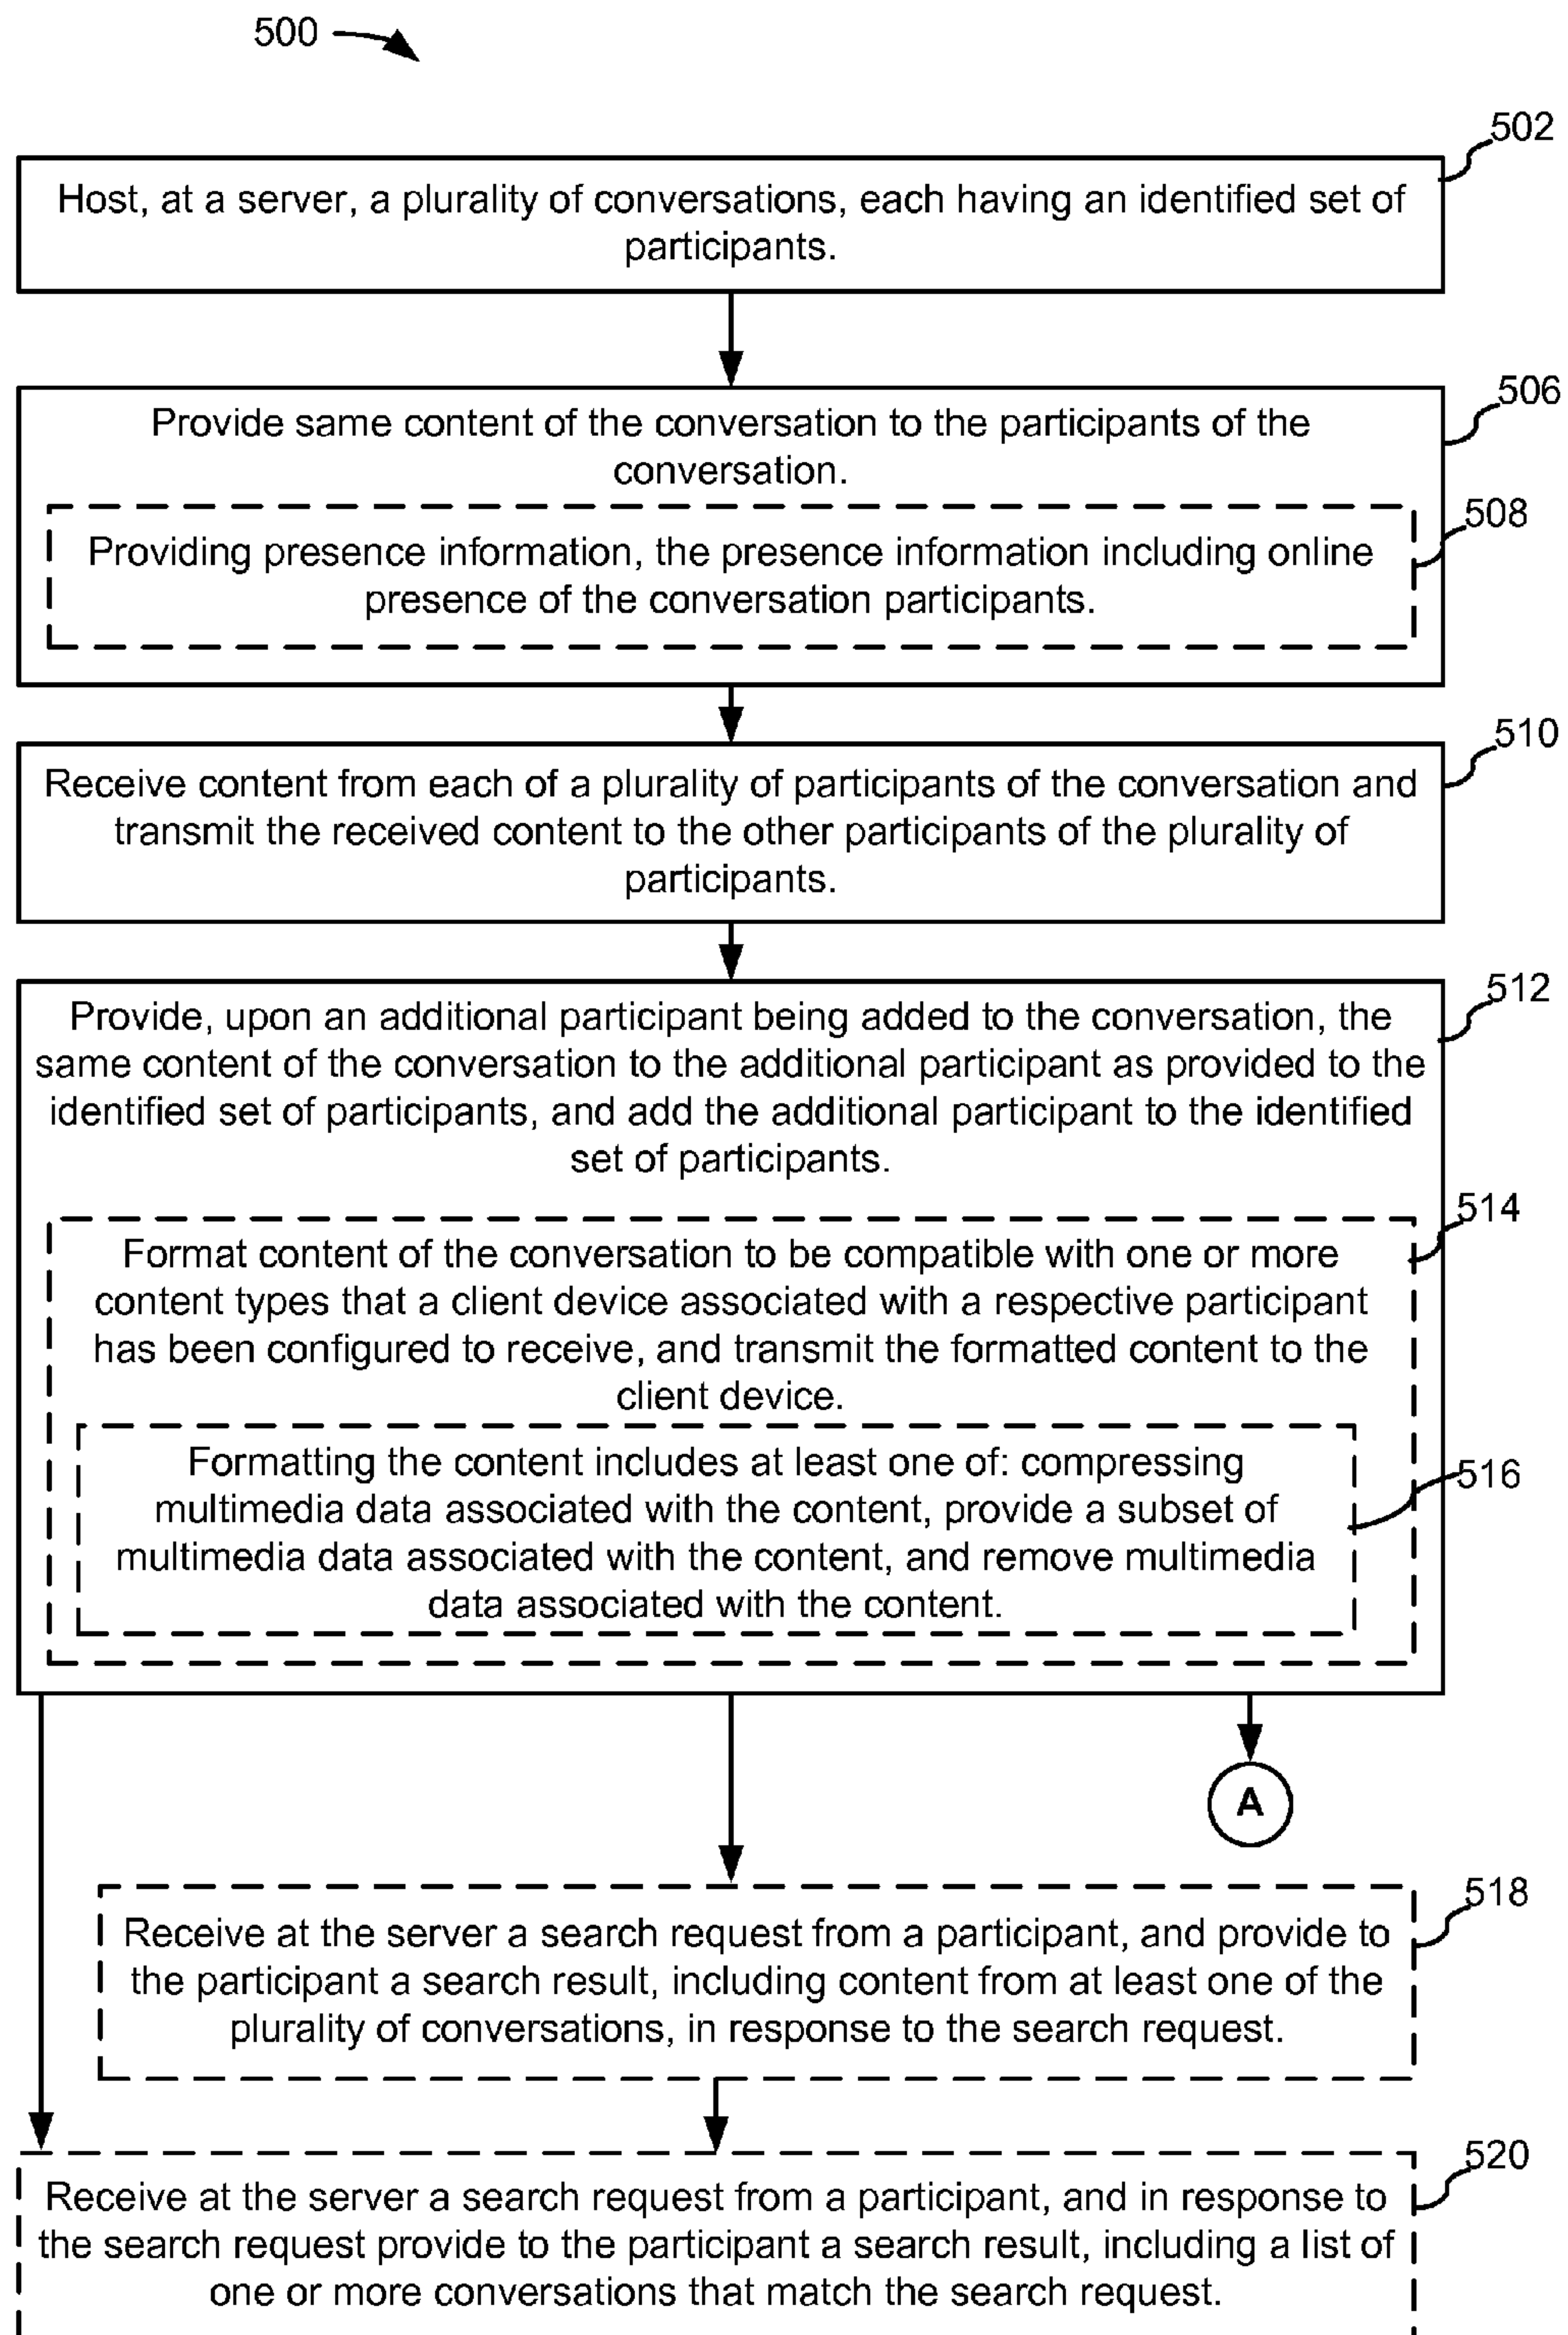 500
502
Host, at a server, a plurality of conversations, each having an identified set of
participants.
506
Provide same content of the conversation to the participants of the
conversation.
508
Providing presence information, the presence information including online
presence of the conversation participants.
510
Receive content from each of a plurality of participants of the conversation and
transmit the received content to the other participants of the plurality of
participants.
512
Provide, upon an additional participant being added to the conversation, the
same content of the conversation to the additional participant as provided to the
identified set of participants, and add the additional participant to the identified
set of participants.
514
Format content of the conversation to be compatible with one or more
content types that a client device associated with a respective participant
has been configured to receive, and transmit the formatted content to the
client device.
516
Formatting the content includes at least one of: compressing
multimedia data associated with the content, provide a subset of
multimedia data associated with the content, and remove multimedia
data associated with the content.
A
518
Receive at the server a search request from a participant, and provide to
the participant a search result, including content from at least one of the
plurality of conversations, in response to the search request.
520
Receive at the server a search request from a participant, and in response to
the search request provide to the participant a search result, including a list of
one or more conversations that match the search request.